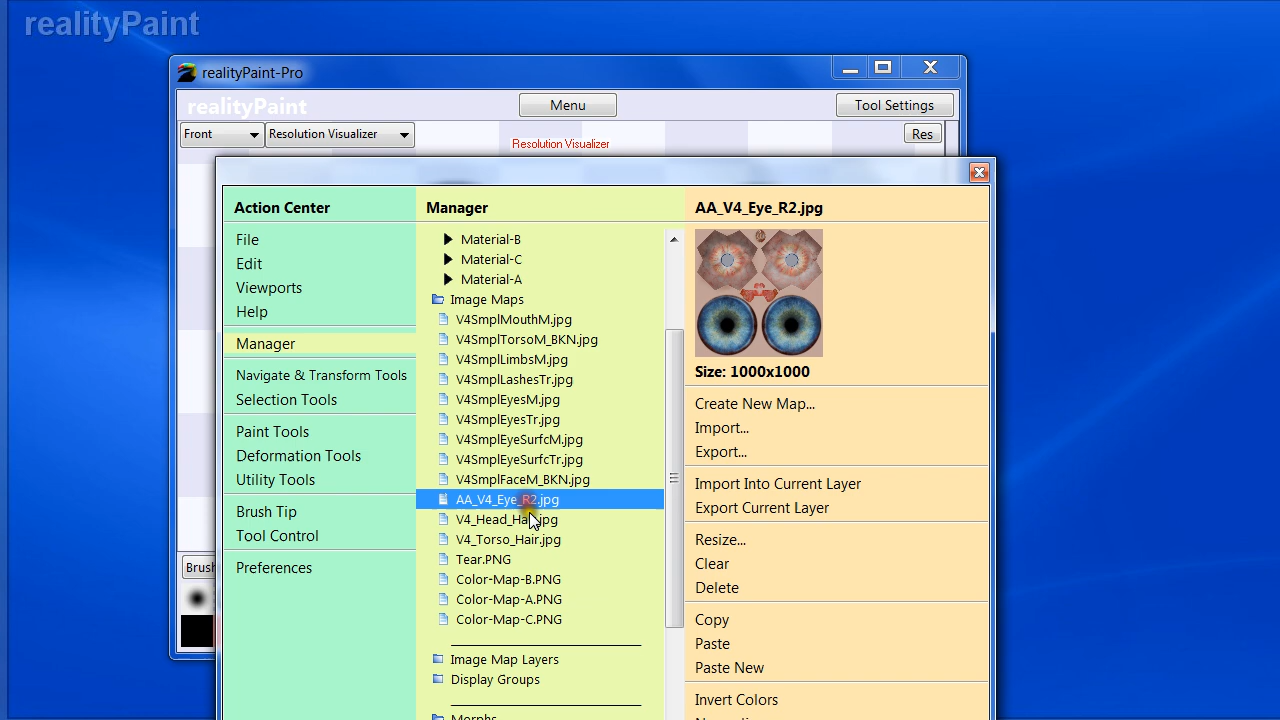 realityPaint
realityPaint-Pro
realityPaint
Menu
Tool Settings
Front
Resolution Visualizer
Resolution Visualizer
Res
Action Center
File
Edit
Viewports
Help
Manager
Navigate & Transform Tools
Selection Tools
Paint Tools
Deformation Tools
Utility Tools
Brush Tip
Tool Control
Preferences
Brush
Manager
Material-B
Material-C
Material-A
Image Maps
V4SmplMouthM.jpg
V4SmplTorsoM_BKN.jpg
V4SmplLimbsM.jpg
V4SmplLashesTr.jpg
V4SmplEyesM.jpg
V4SmplEyesTr.jpg
V4SmplEyeSurfcM.jpg
V4SmplEyeSurfcTr.jpg
V4SmplFaceM_BKN.jpg
AA_V4_Eye_R2.jpg
V4_Head_Hair.jpg
V4_Torso_Hair.jpg
Tear.PNG
Color-Map-B.PNG
Color-Map-A.PNG
Color-Map-C.PNG
Image Map Layers
Display Groups
Morphs
AA_V4_Eye_R2.jpg
Size: 1000x1000
Create New Map...
Import...
Export...
Import Into Current Layer
Export Current Layer
Resize...
Clear
Delete
Copy
Paste
Paste New
Invert Colors